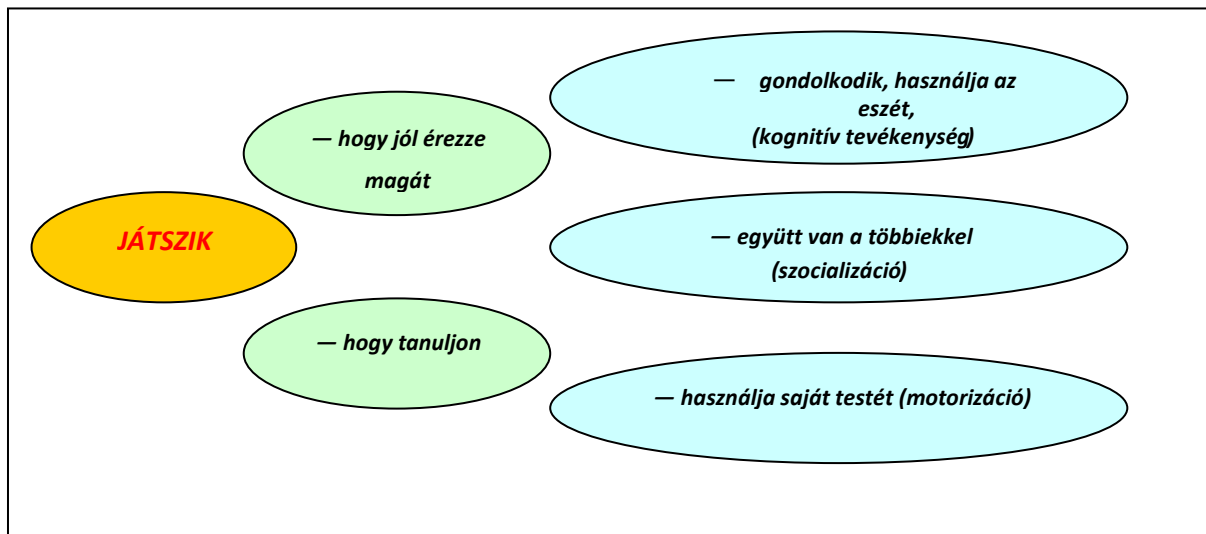 JÁTSZIK
— hogy jól érezze
magát
— hogy tanuljon
— gondolkodik, használja az
eszét,
(kognitív tevékenység)
— együtt van a többiekkel
(szocializáció)
— használja saját testét (motorizáció)